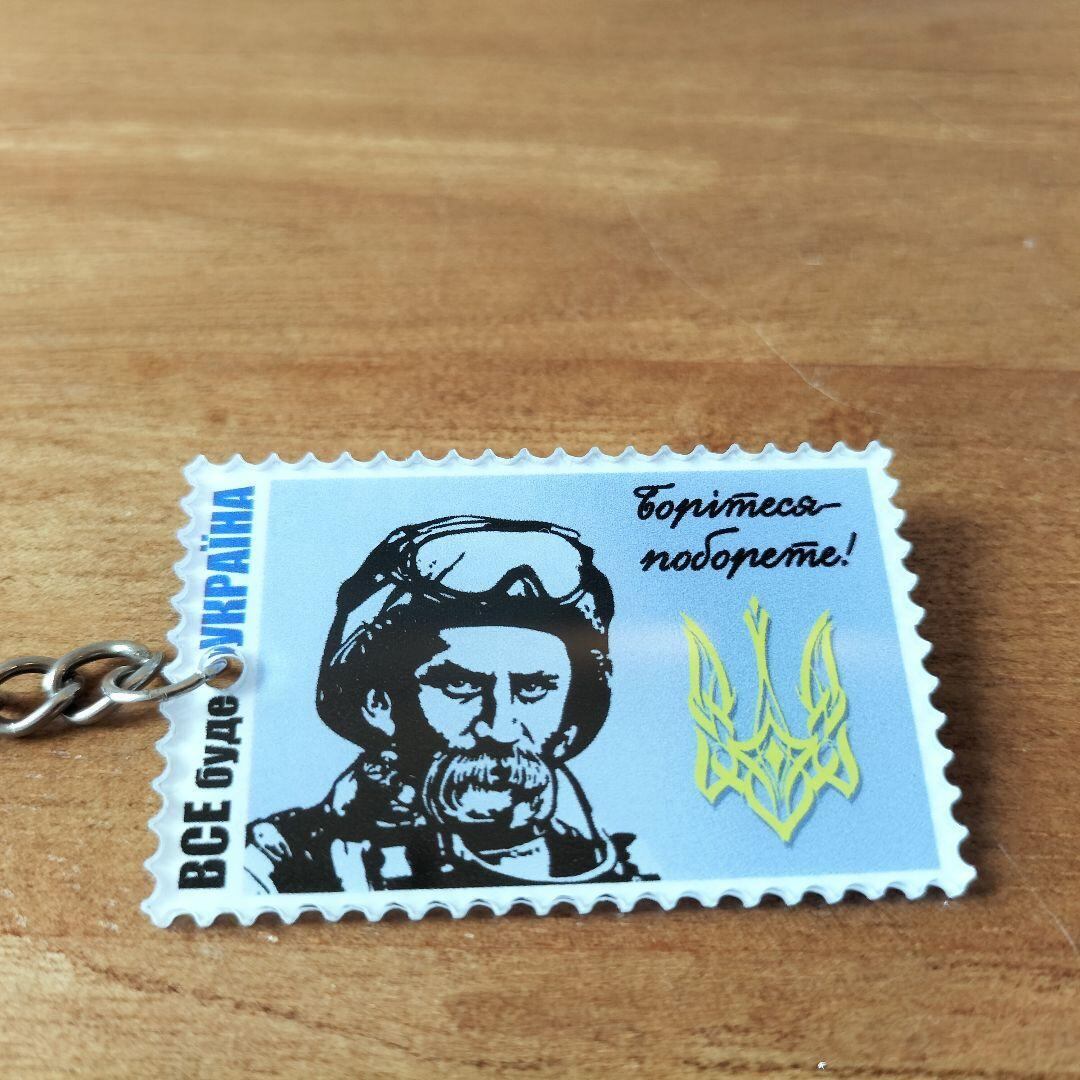 ВСЕ буде УКРАЇНА
Борітеся-
поборете!